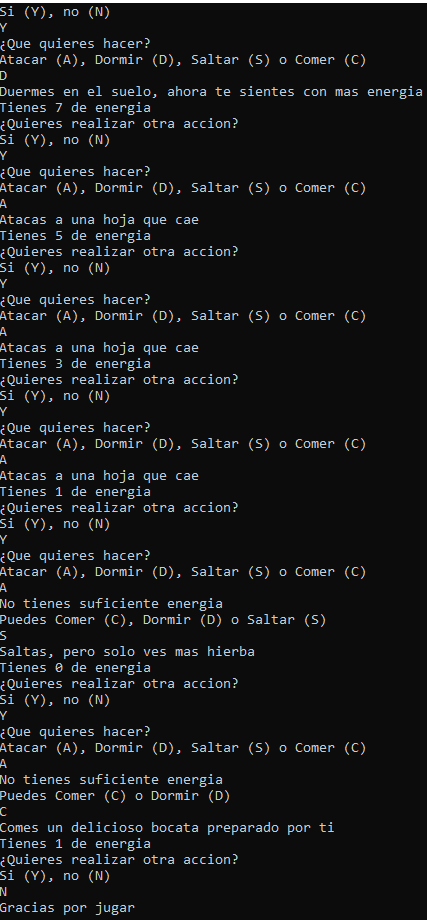 Si (Y), no (N)
Y
¿Que quieres hacer?
Atacar (A), Dormir (D), Saltar (S) o Comer (C)
D
Duermes en el suelo, ahora te sientes con mas energia
Tienes 7 de energia
¿Quieres realizar otra accion?
Si (Y), no (N)
Y
¿Que quieres hacer?
Atacar (A), Dormir (D), Saltar (S) o Comer (C)
A
Atacas a una hoja que cae
Tienes 5 de energia
¿Quieres realizar otra accion?
Si (Y), no (N)
Y
¿Que quieres hacer?
Atacar (A), Dormir (D), Saltar (S) o Comer (C)
A
Atacas a una hoja que cae
Tienes 3 de energia
¿Quieres realizar otra accion?
Si (Y), no (N)
Y
¿Que quieres hacer?
Atacar (A), Dormir (D), Saltar (S) o Comer (C)
A
Atacas a una hoja que cae
Tienes 1 de energia
¿Quieres realizar otra accion?
Si (Y), no (N)
Y
¿Que quieres hacer?
Atacar (A), Dormir (D), Saltar (S) o Comer (C)
A
No tienes suficiente energia
Puedes Comer (C), Dormir (D) o Saltar (S)
S
Saltas, pero solo ves mas hierba
Tienes 0 de energia
¿Quieres realizar otra accion?
Si (Y), no (N)
Y
¿Que quieres hacer?
Atacar (A), Dormir (D), Saltar (S) o Comer (C)
A
No tienes suficiente energia
Puedes Comer (C) o Dormir (D)
C
Comes un delicioso bocata preparado por ti
Tienes 1 de energia
¿Quieres realizar otra accion?
Si (Y), no (N)
N
Gracias por jugar